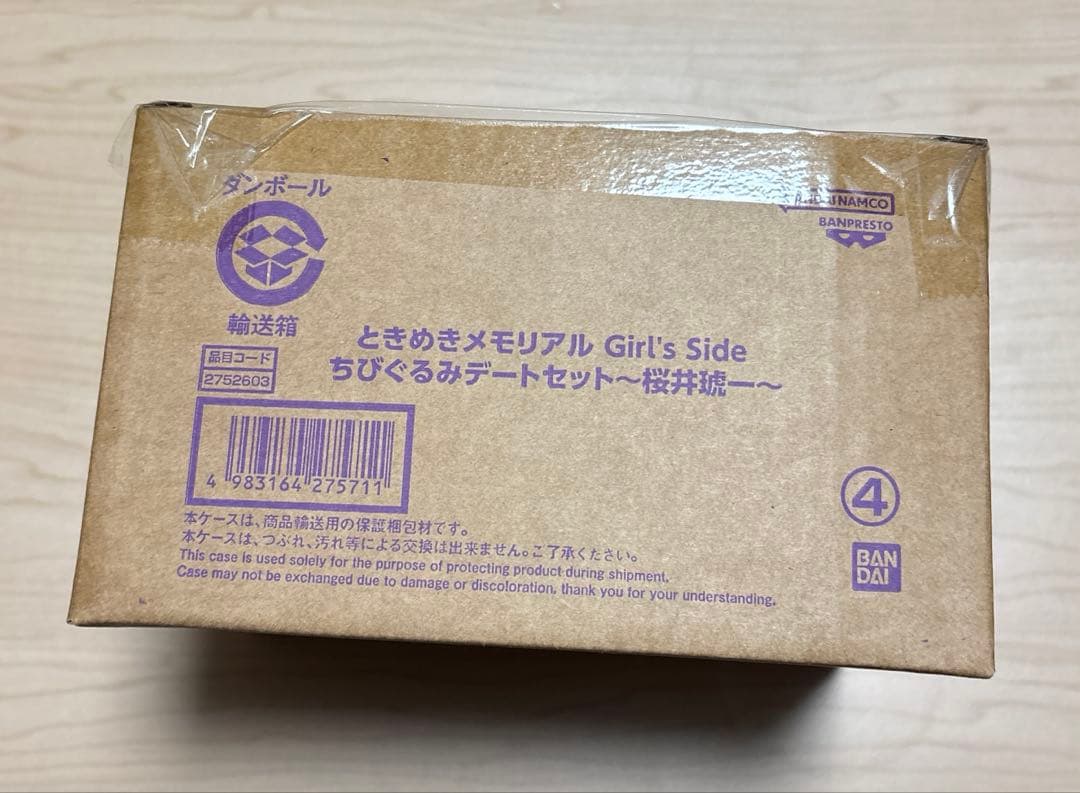 ダンボール
輸送箱
BANDAI NAMCO
BANPRESTO
ときめきメモリアル Girl's Side
ちびぐるみデートセット～桜井琥一～
品目コード
2752603
4 983164 275711
本ケースは、商品輸送用の保護梱包材です。
本ケースは、つぶれ、汚れ等による交換は出来ません。ご了承ください。
This case is used solely for the purpose of protecting product during shipment.
Case may not be exchanged due to damage or discoloration. thank you for your understanding.
④
BAN
DAI